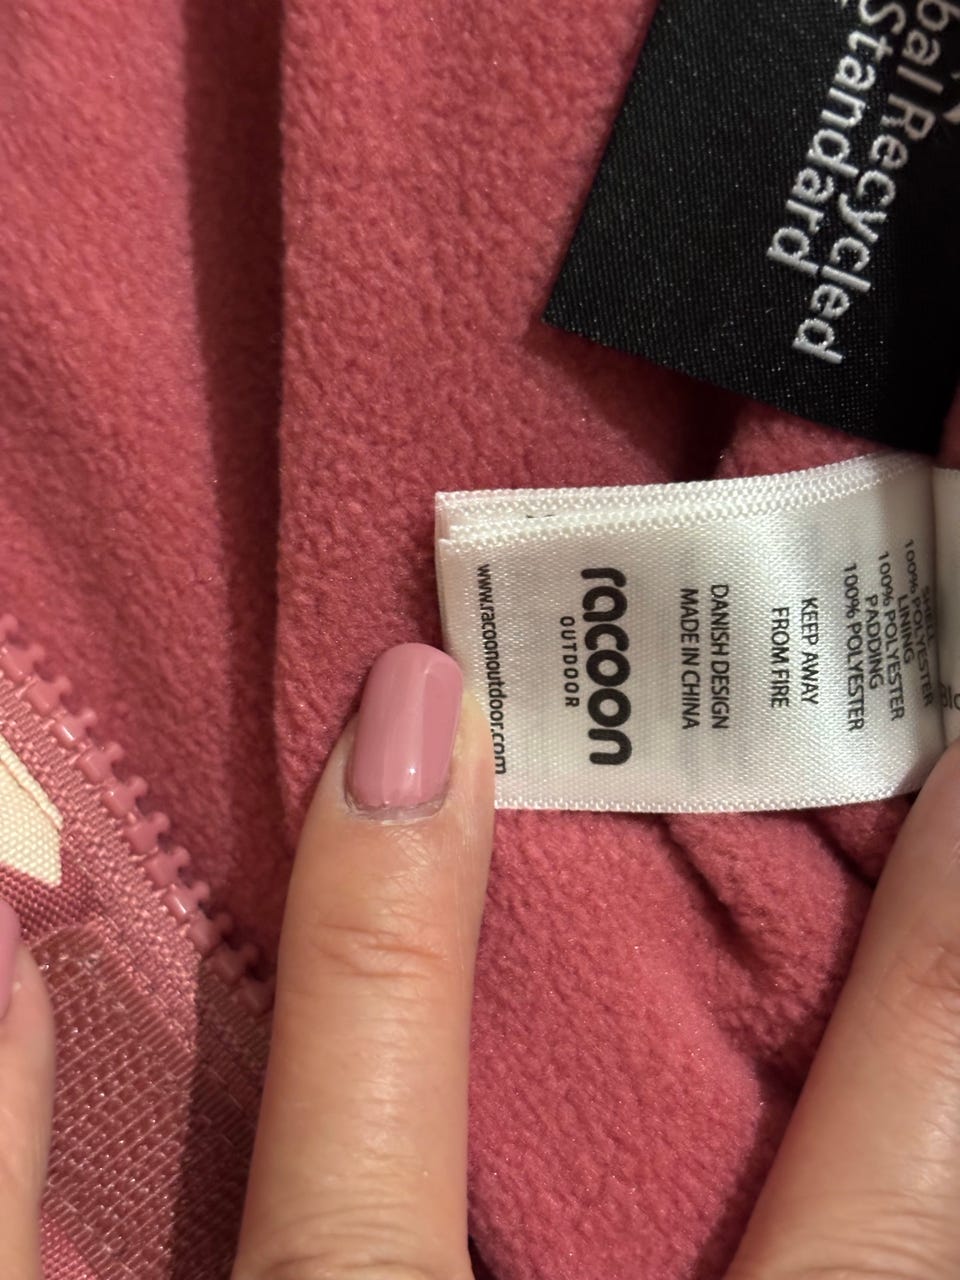 bal Recycled
Standard
SHELL
100% POLYESTER
LINING
100% POLYESTER
PADDING
100% POLYESTER
KEEP AWAY
FROM FIRE
DANISH DESIGN
MADE IN CHINA
racoon
OUTDOOR
www.racoonoutdoor.com